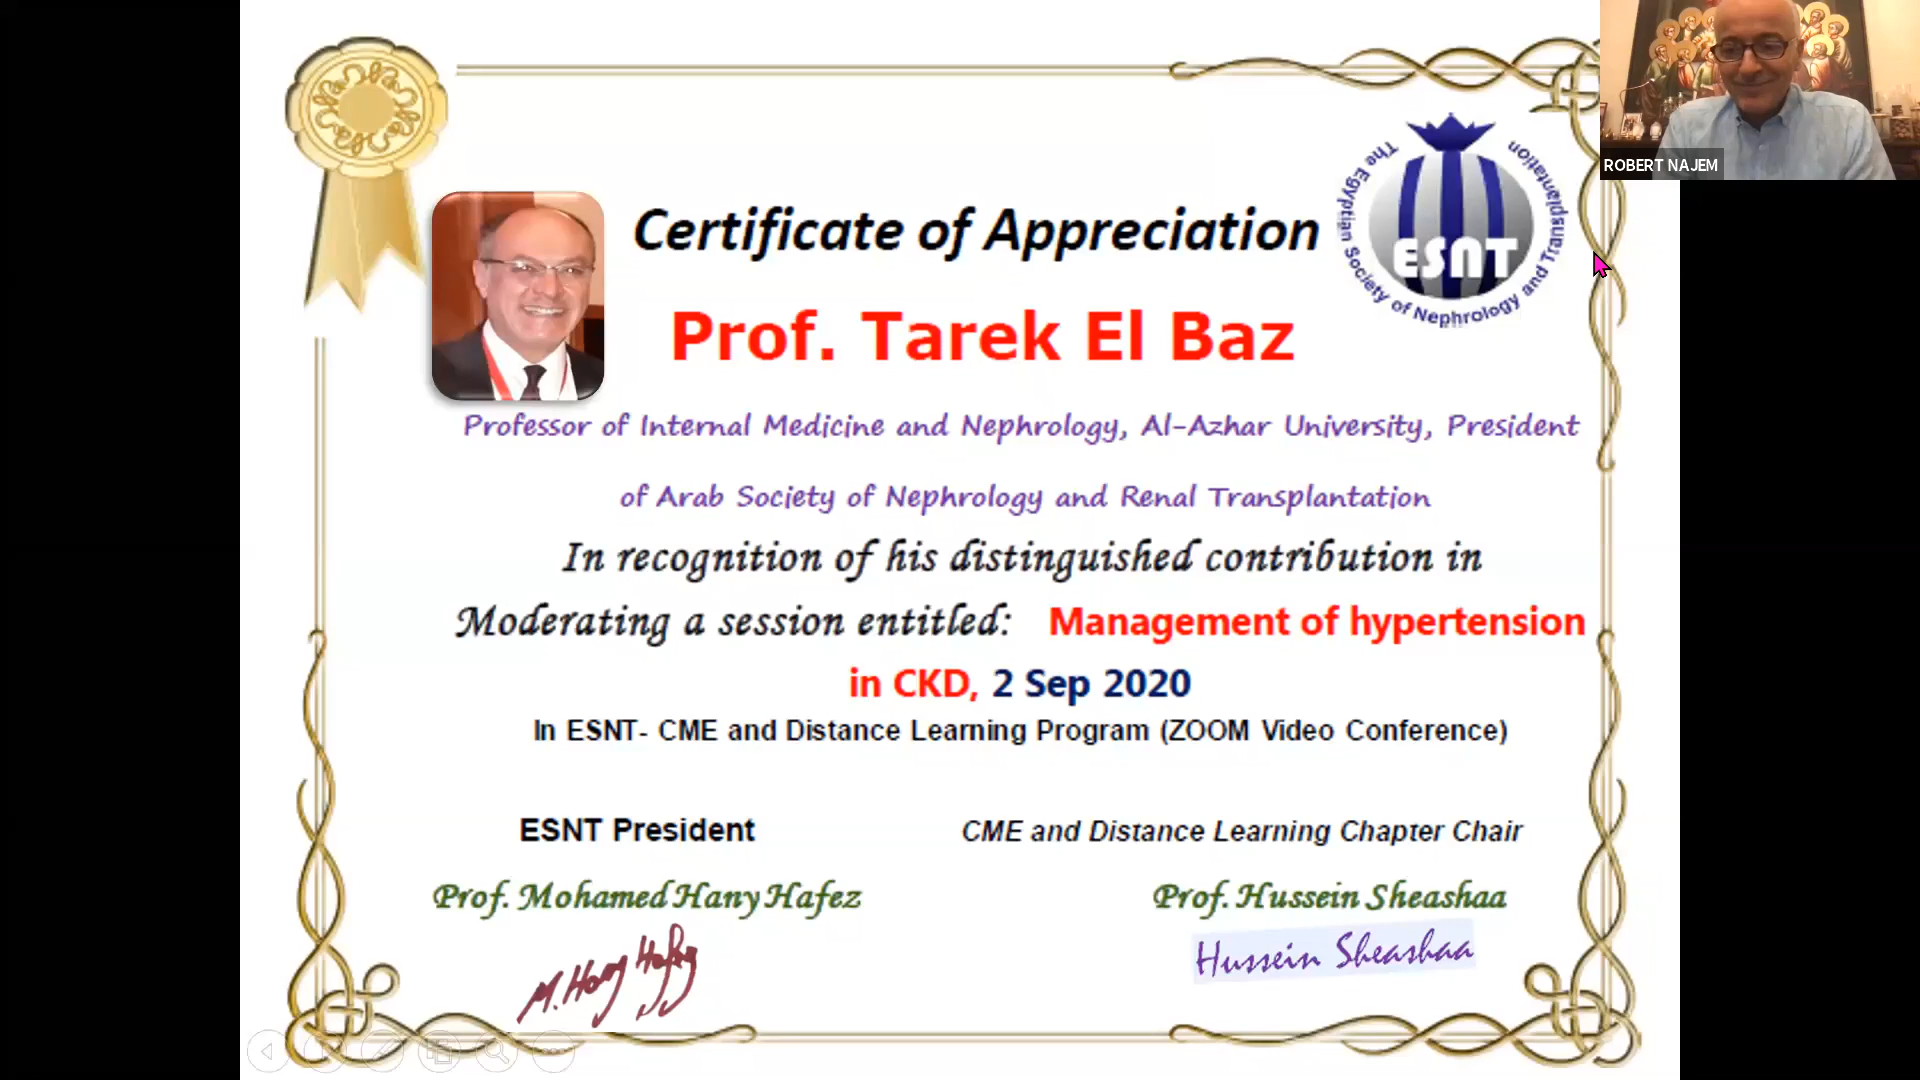 ROBERT NAJEM
The Egyptian Society of Nephrology and Transplantation
ESNT
Certificate of Appreciation
Prof. Tarek El Baz
Professor of Internal Medicine and Nephrology, Al-Azhar University, President
of Arab Society of Nephrology and Renal Transplantation
In recognition of his distinguished contribution in
Moderating a session entitled: Management of hypertension
in CKD, 2 Sep 2020
In ESNT- CME and Distance Learning Program (ZOOM Video Conference)
ESNT President CME and Distance Learning Chapter Chair
Prof. Mohamed Hany Hafez Prof. Hussein Sheashaa
M. Hany Hafez Hussein Sheashaa